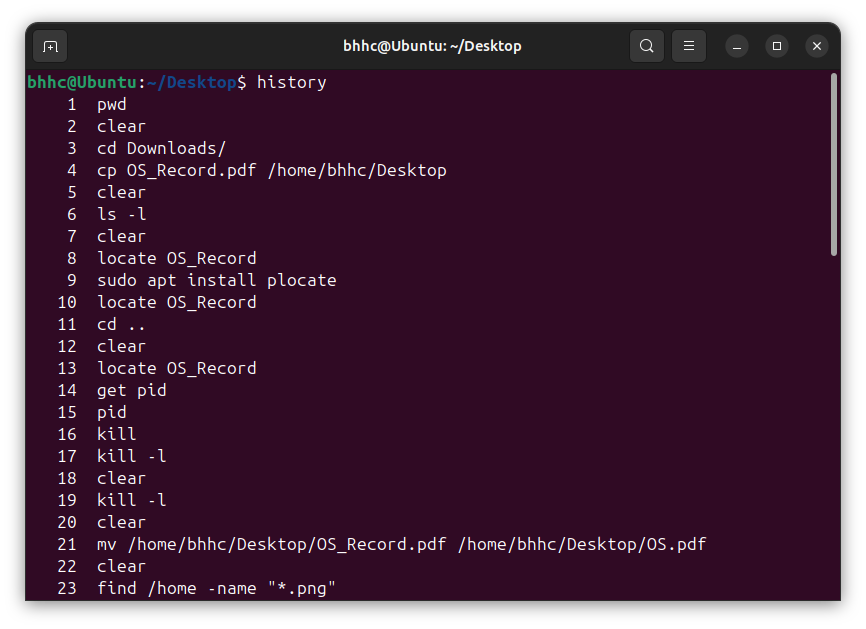 bhhc@Ubuntu: ~/Desktop
bhhc@Ubuntu:~/Desktop$ history
1 pwd
2 clear
3 cd Downloads/
4 cp OS_Record.pdf /home/bhhc/Desktop
5 clear
6 ls -l
7 clear
8 locate OS_Record
9 sudo apt install plocate
10 locate OS_Record
11 cd ..
12 clear
13 locate OS_Record
14 get pid
15 pid
16 kill
17 kill -l
18 clear
19 kill -l
20 clear
21 mv /home/bhhc/Desktop/OS_Record.pdf /home/bhhc/Desktop/OS.pdf
22 clear
23 find /home -name "*.png"